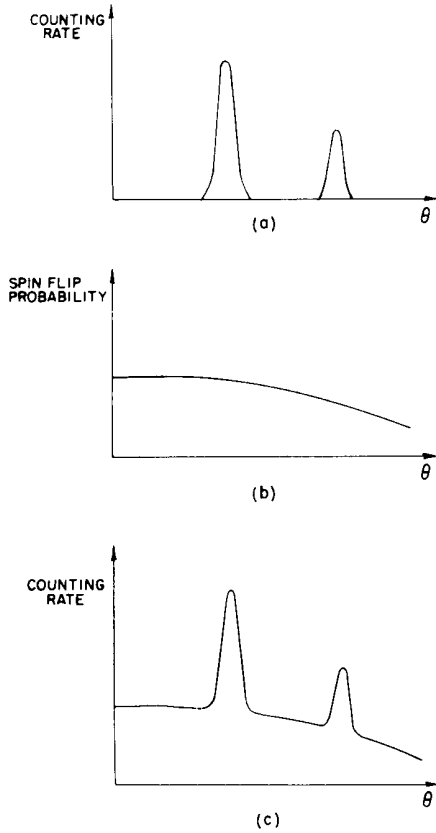 COUNTING
RATE
θ
(a)
SPIN FLIP
PROBABILITY
θ
(b)
COUNTING
RATE
θ
(c)